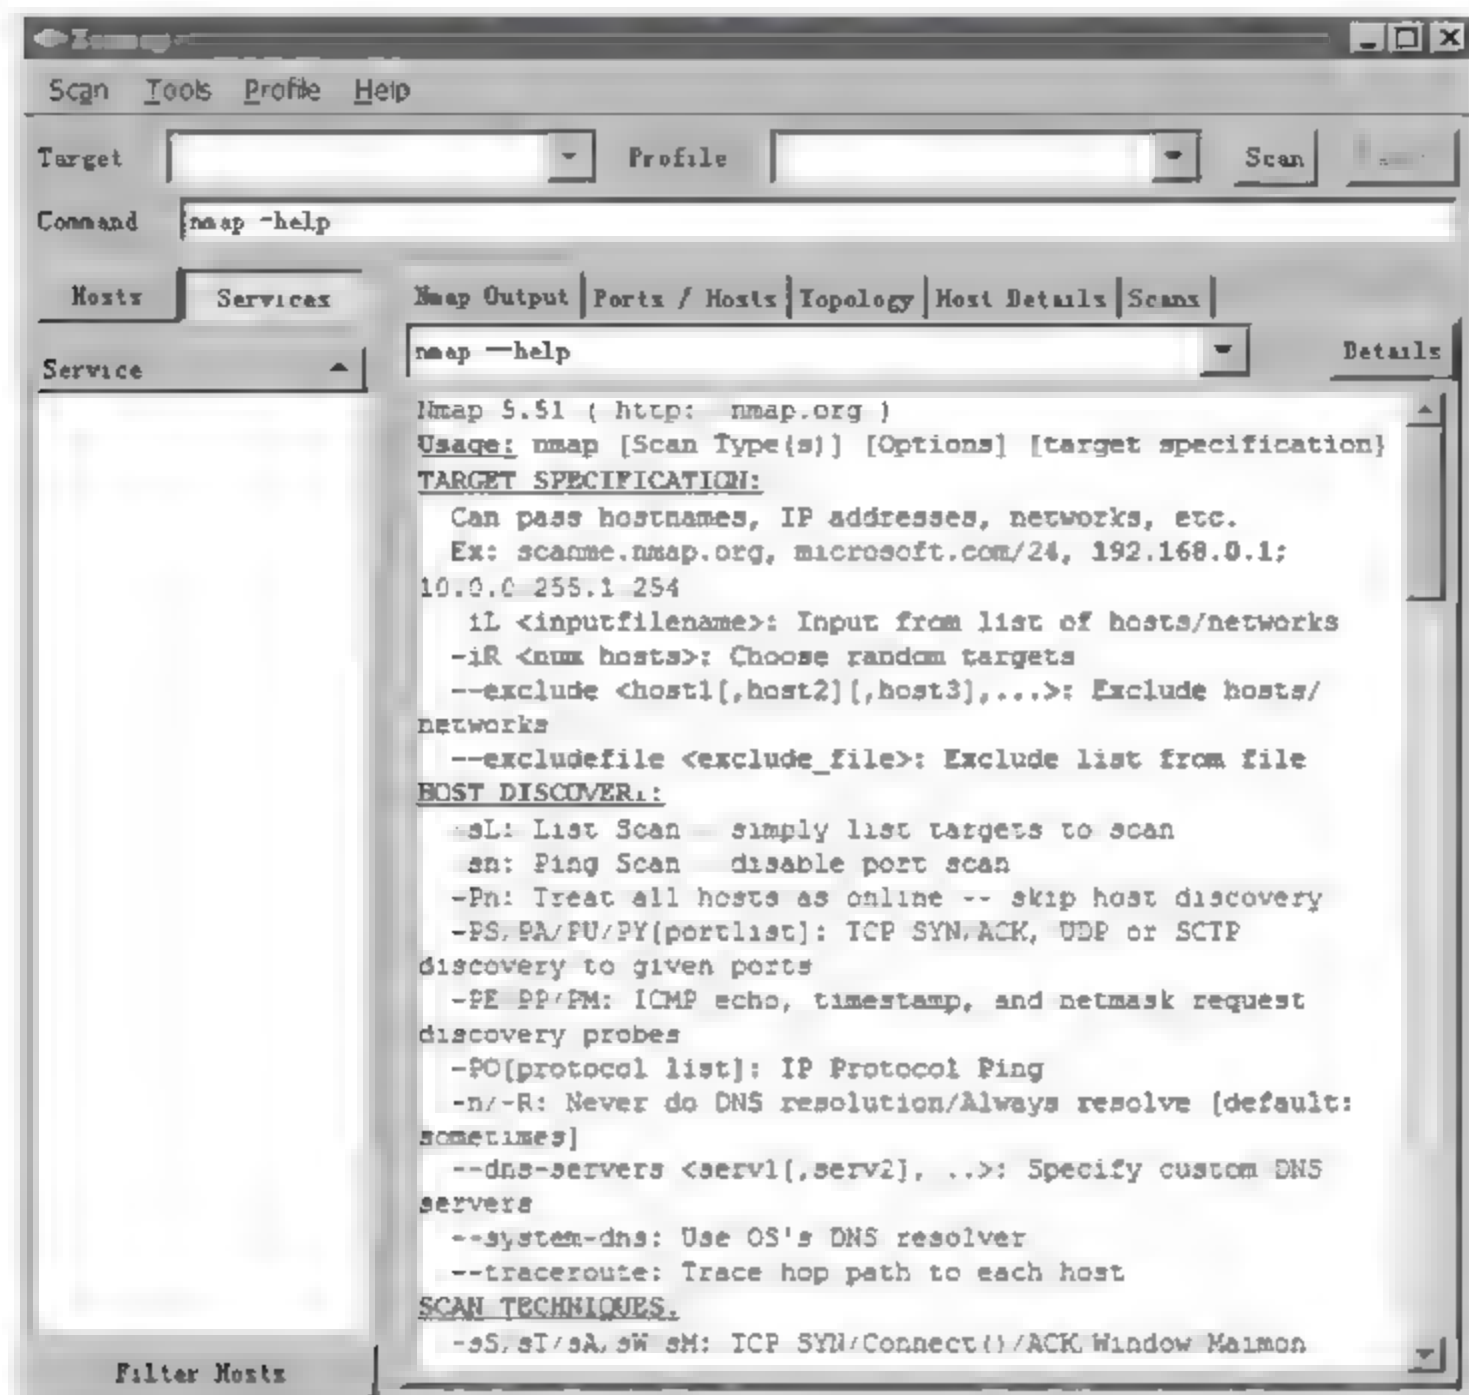 Zenmap
Scan Tools Profile Help
Target Profile Scan
Command nmap -help
Hosts Services Nmap Output Ports / Hosts Topology Host Details Scans
nmap --help Details
Service
Nmap 5.51 ( http: nmap.org )
Usage: nmap [Scan Type(s)] [Options] {target specification}
TARGET SPECIFICATION:
Can pass hostnames, IP addresses, networks, etc.
Ex: scanme.nmap.org, microsoft.com/24, 192.168.0.1;
10.0.0 255.1 254
iL <inputfilename>: Input from list of hosts/networks
-iR <num hosts>: Choose random targets
--exclude <host1[,host2][,host3],...>: Exclude hosts/
networks
--excludefile <exclude_file>: Exclude list from file
HOST DISCOVERY:
-sL: List Scan - simply list targets to scan
sn: Ping Scan - disable port scan
-Pn: Treat all hosts as online -- skip host discovery
-PS/PA/PU/PY[portlist]: TCP SYN/ACK, UDP or SCTP
discovery to given ports
-PE PP/PM: ICMP echo, timestamp, and netmask request
discovery probes
-PO[protocol list]: IP Protocol Ping
-n/-R: Never do DNS resolution/Always resolve [default:
sometimes]
--dns-servers <serv1[,serv2], ..>: Specify custom DNS
servers
--system-dns: Use OS's DNS resolver
--traceroute: Trace hop path to each host
SCAN TECHNIQUES:
-sS/sT/sA/sW sM: TCP SYN/Connect()/ACK Window Maimon
Filter Hosts